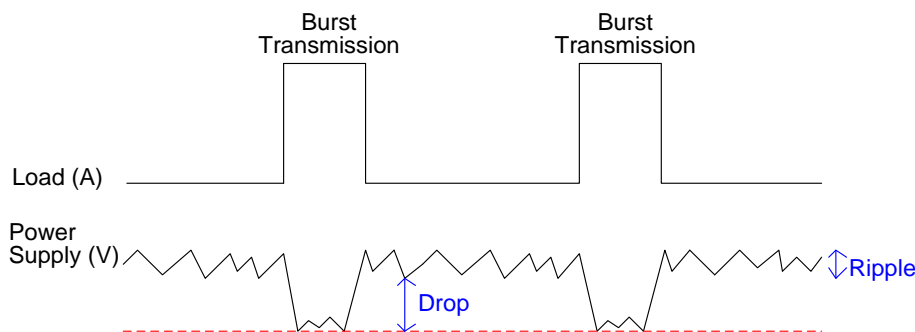 Burst
Transmission
Burst
Transmission
Load (A)
Power
Supply (V)
Ripple
Drop